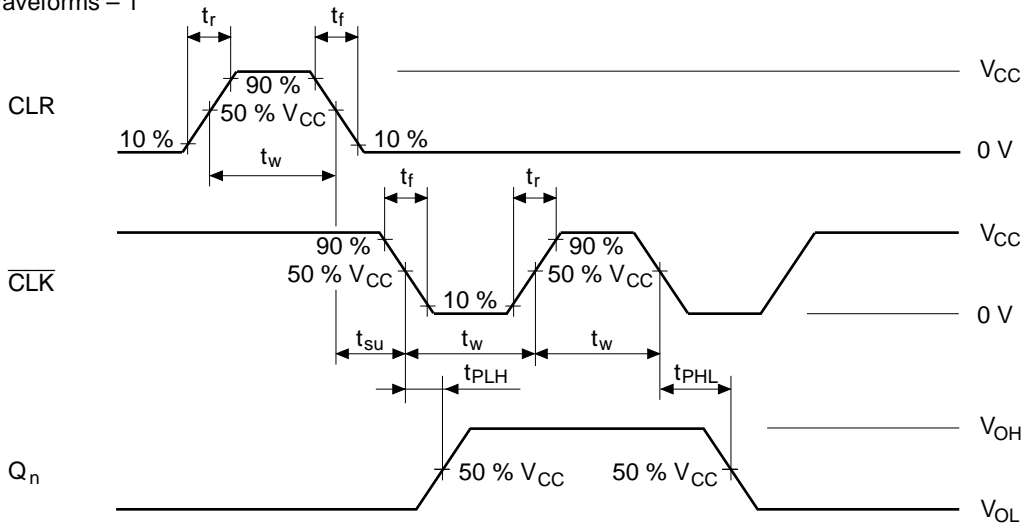 aveforms – 1
tr
tf
VCC
90 %
CLR
50 % VCC
10 %
10 %
0 V
tw
tf
tr
VCC
90 %
90 %
CLK
50 % VCC
50 % VCC
10 %
0 V
tsu
tw
tw
tPLH
tPHL
VOH
Qn
50 % VCC
50 % VCC
VOL